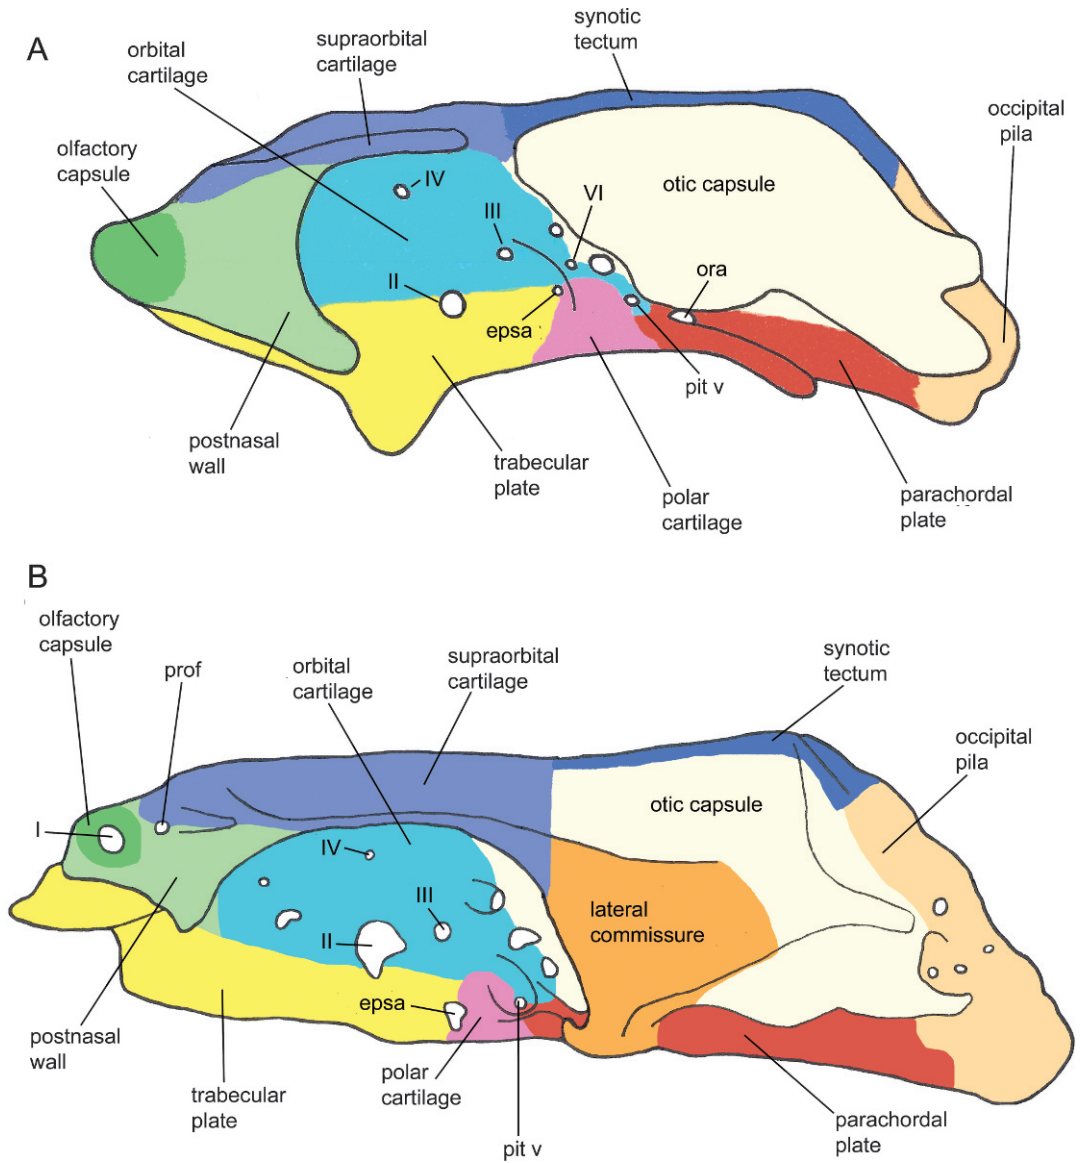 A
orbital
cartilage
supraorbital
cartilage
synotic
tectum
occipital
pila
olfactory
capsule
IV
otic capsule
VI
III
ora
II
epsa
pit v
postnasal
wall
trabecular
plate
polar
cartilage
parachordal
plate
B
olfactory
capsule
prof
orbital
cartilage
supraorbital
cartilage
synotic
tectum
occipital
pila
otic capsule
I
IV
III
lateral
commissure
II
epsa
postnasal
wall
trabecular
plate
polar
cartilage
pit v
parachordal
plate